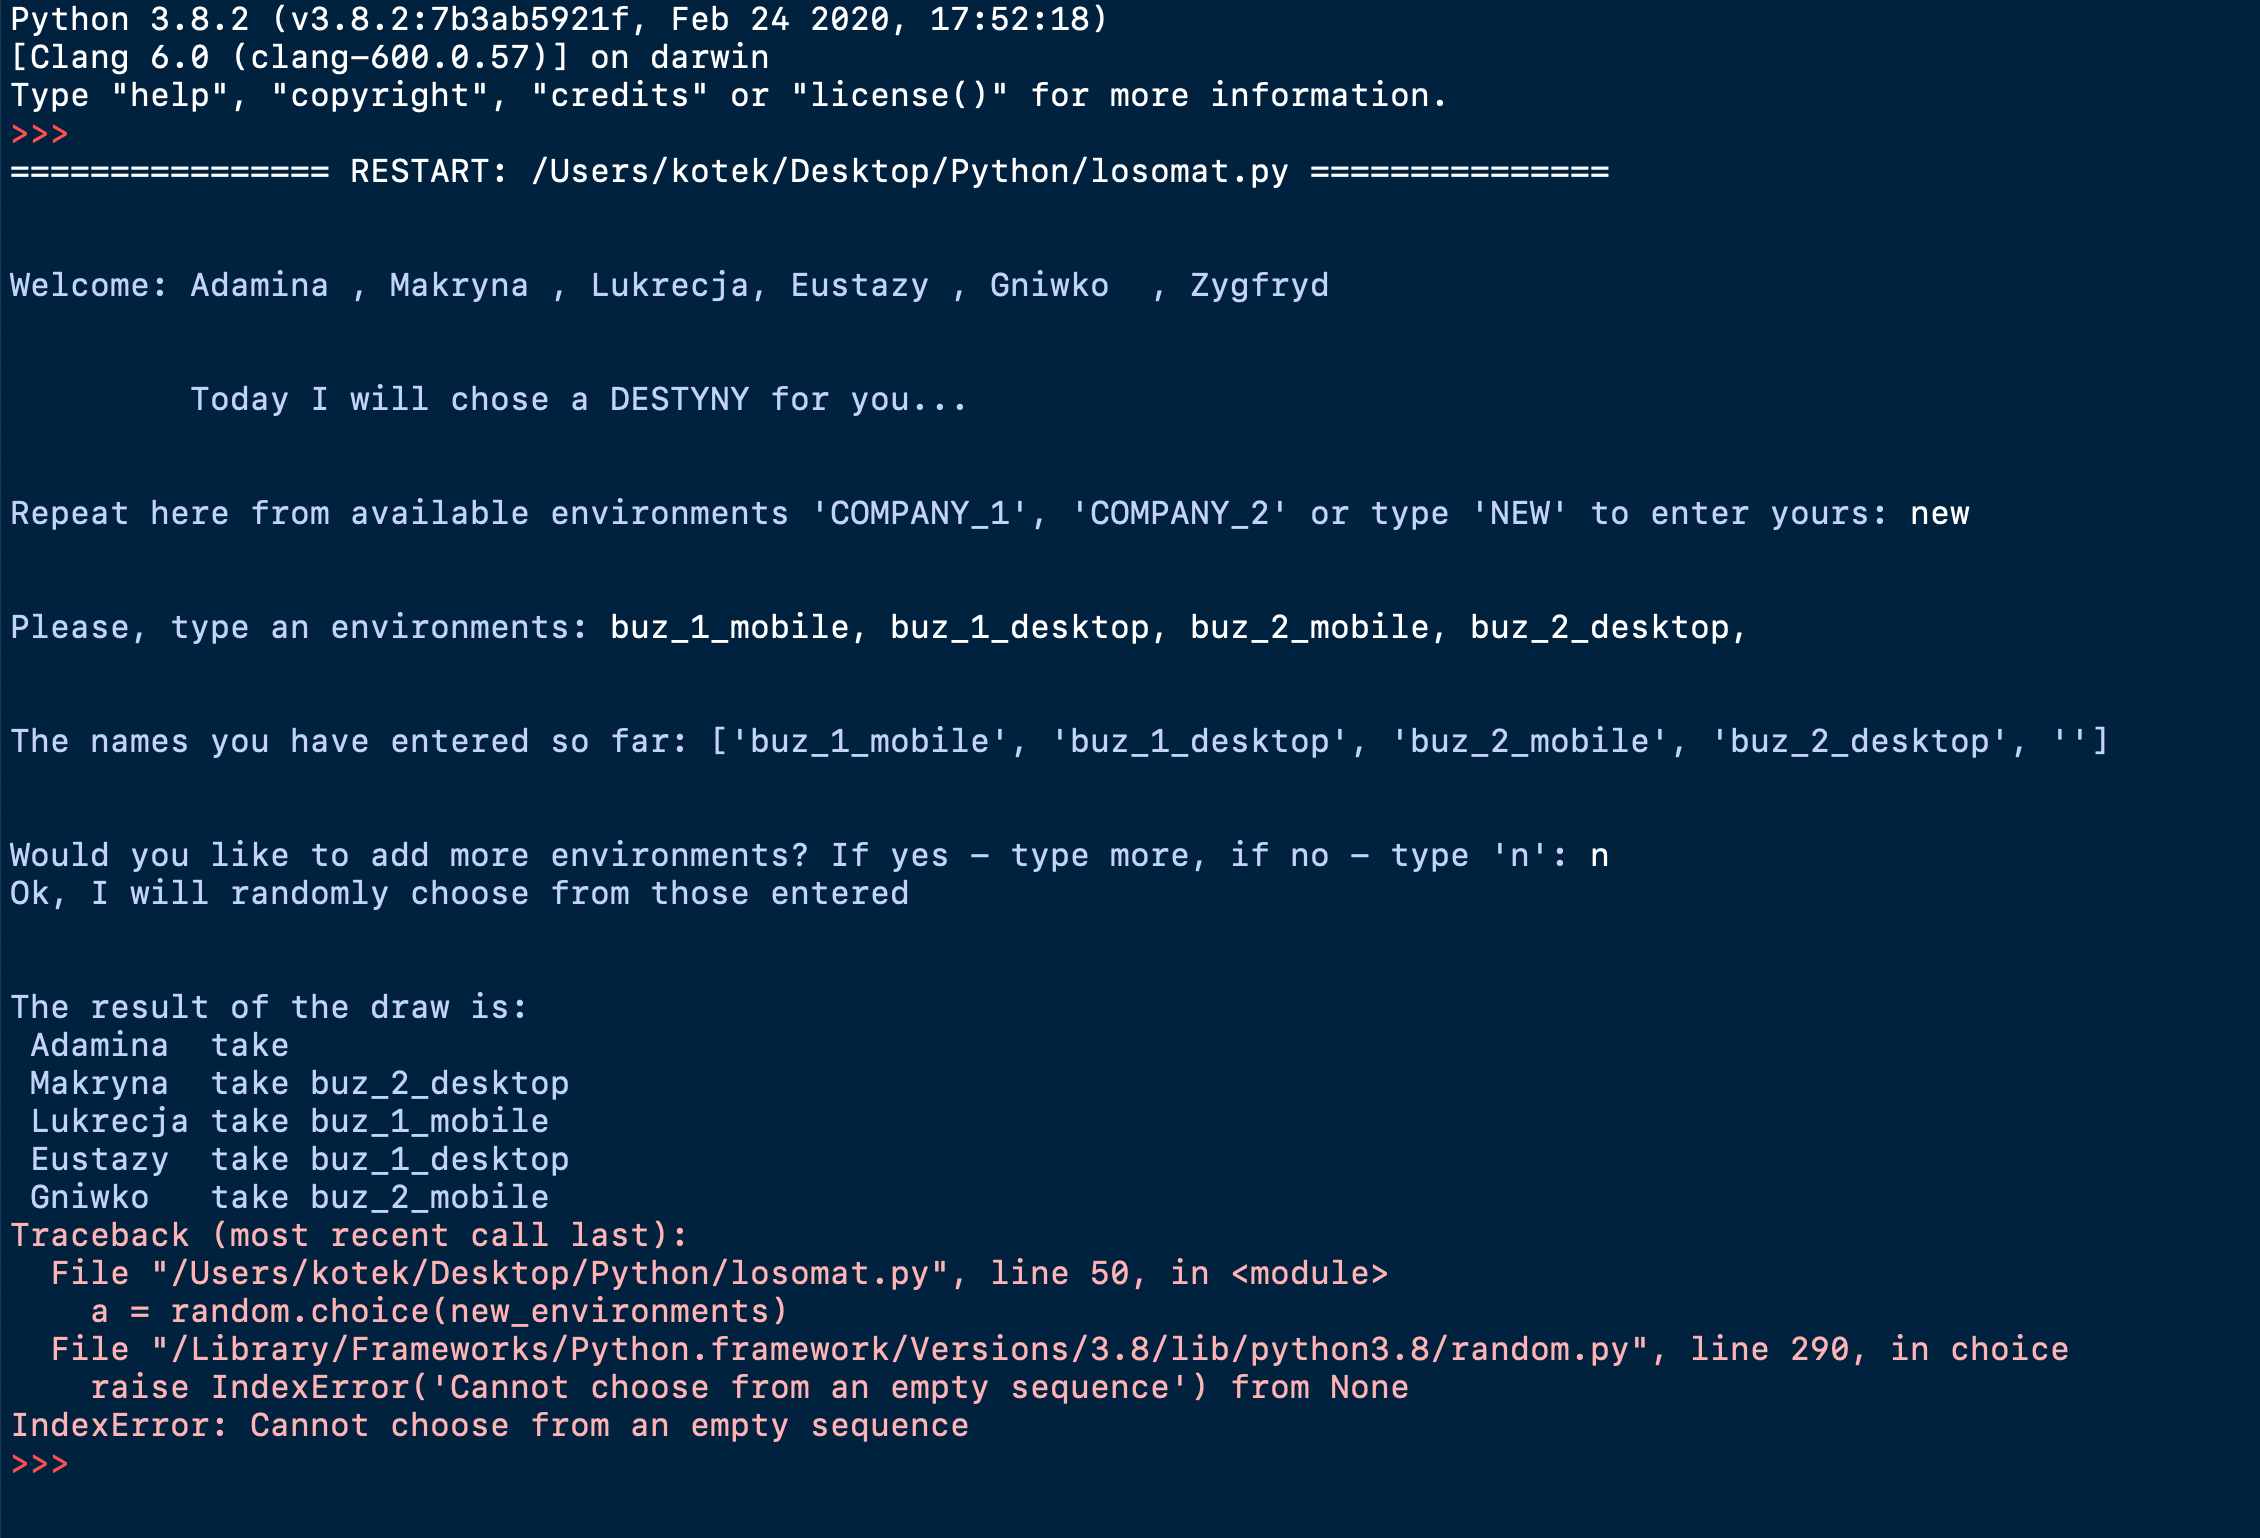 Python 3.8.2 (v3.8.2:7b3ab5921f, Feb 24 2020, 17:52:18)
[Clang 6.0 (clang-600.0.57)] on darwin
Type "help", "copyright", "credits" or "license()" for more information.
>>>
================ RESTART: /Users/kotek/Desktop/Python/losomat.py ===============
Welcome: Adamina , Makryna , Lukrecja, Eustazy , Gniwko  , Zygfryd
         Today I will chose a DESTYNY for you...
Repeat here from available environments 'COMPANY_1', 'COMPANY_2' or type 'NEW' to enter yours: new
Please, type an environments: buz_1_mobile, buz_1_desktop, buz_2_mobile, buz_2_desktop,
The names you have entered so far: ['buz_1_mobile', 'buz_1_desktop', 'buz_2_mobile', 'buz_2_desktop', '']
Would you like to add more environments? If yes – type more, if no – type 'n': n
Ok, I will randomly choose from those entered
The result of the draw is:
 Adamina  take
 Makryna  take buz_2_desktop
 Lukrecja take buz_1_mobile
 Eustazy  take buz_1_desktop
 Gniwko   take buz_2_mobile
Traceback (most recent call last):
  File "/Users/kotek/Desktop/Python/losomat.py", line 50, in <module>
    a = random.choice(new_environments)
  File "/Library/Frameworks/Python.framework/Versions/3.8/lib/python3.8/random.py", line 290, in choice
    raise IndexError('Cannot choose from an empty sequence') from None
IndexError: Cannot choose from an empty sequence
>>>